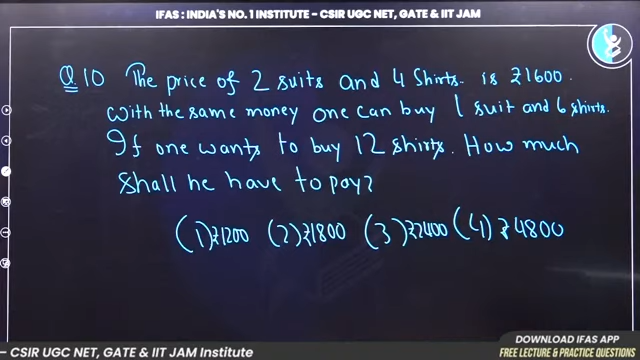 IFAS : INDIA'S NO. 1 INSTITUTE – CSIR UGC NET, GATE & IIT JAM
Q.10 The price of 2 suits and 4 shirts is ₹1600.
with the same money one can buy 1 suit and 6 shirts.
If one wants to buy 12 shirts. How much
shall he have to pay?
(1) ₹1200 (2) ₹1800 (3) ₹2400 (4) ₹4800
DOWNLOAD IFAS APP
– CSIR UGC NET, GATE & IIT JAM Institute
FREE LECTURE & PRACTICE QUESTIONS